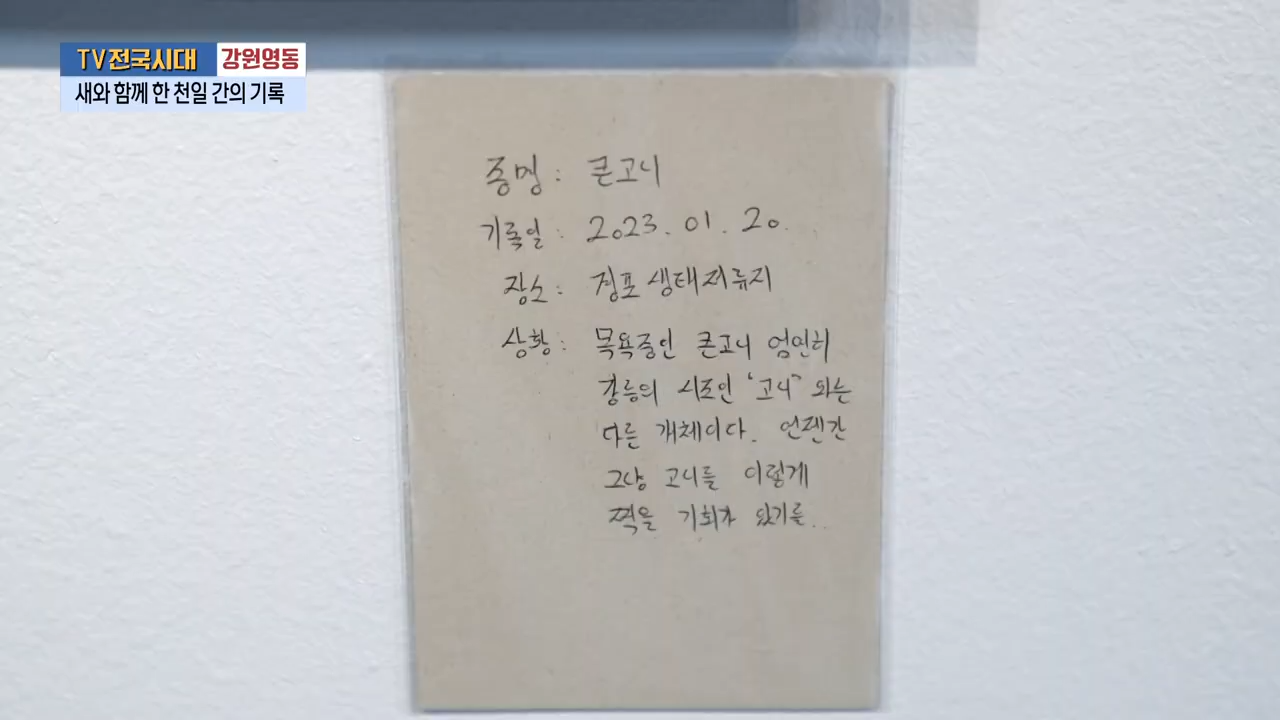 TV전국시대 강원영동
새와 함께 한 천일 간의 기록
종명 : 큰고니
기록일 : 2023. 01. 20.
장소 : 경포 생태저류지
상황 : 목욕중인 큰고니 엄연히
강릉의 시조인 '고니'와는
다른 개체이다. 언젠간
그냥 고니를 이렇게
찍을 기회가 있기를..